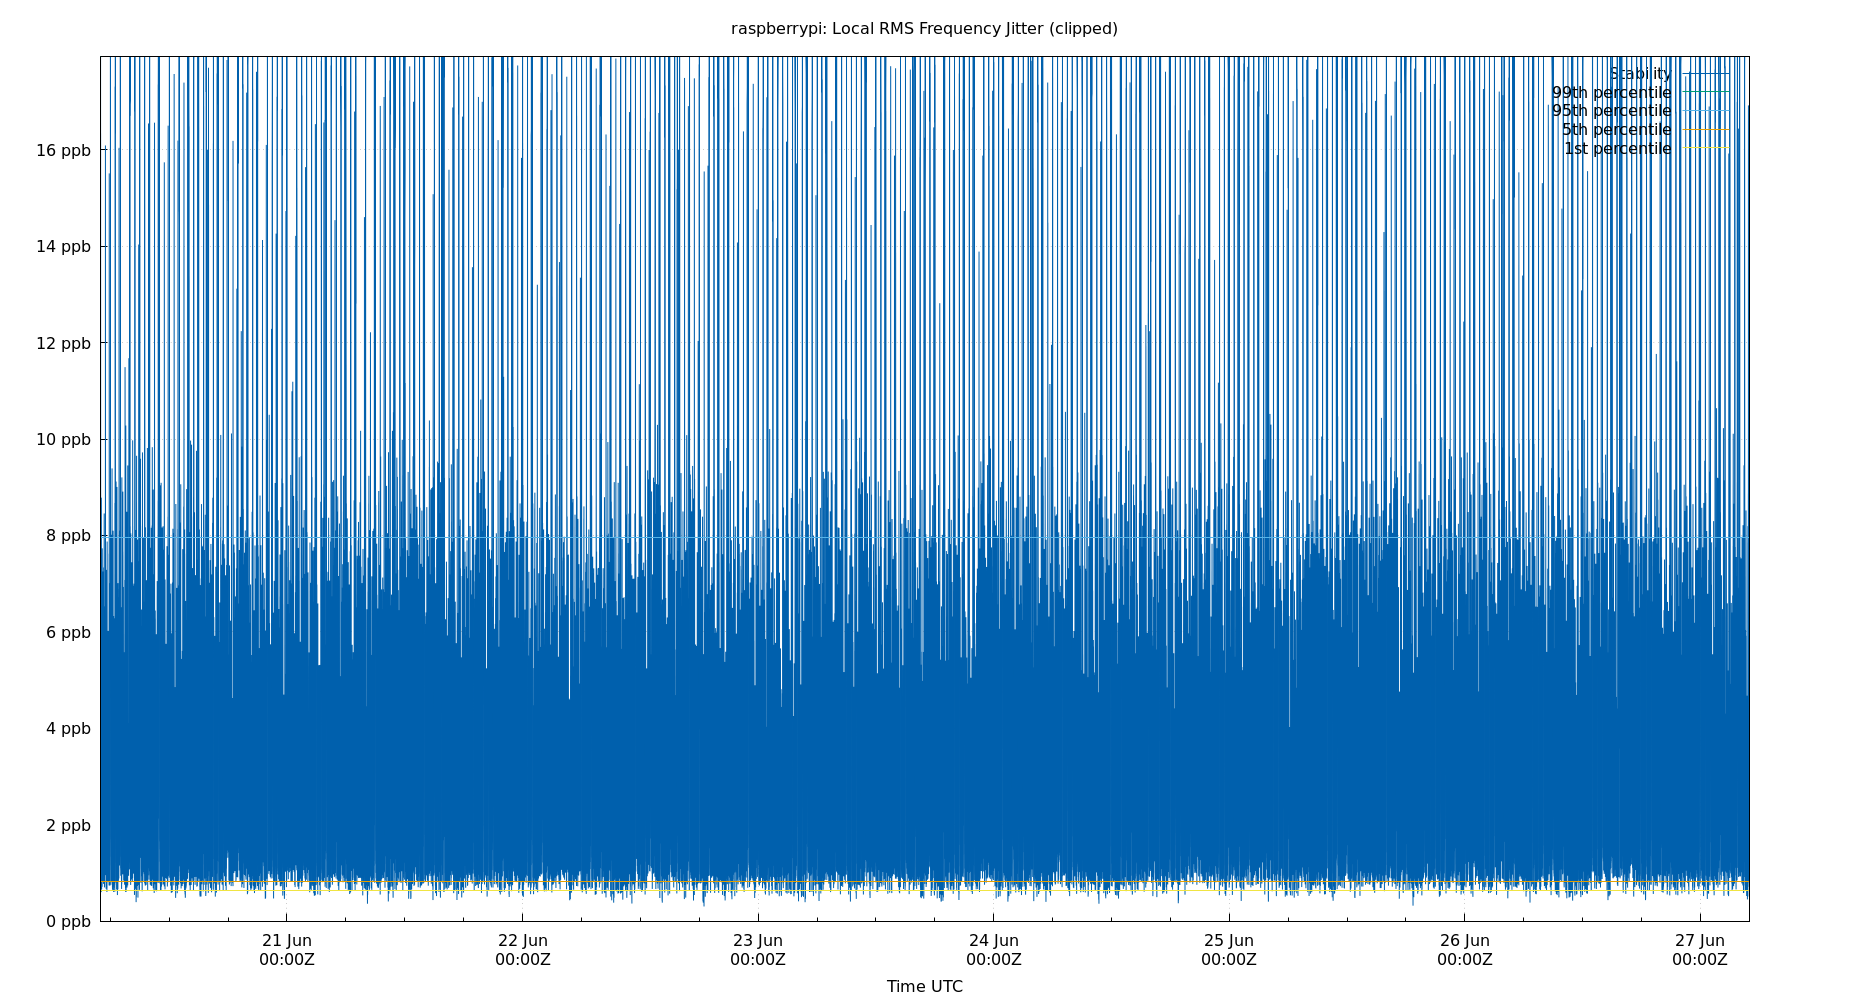 raspberrypi: Local RMS Frequency Jitter (clipped)
Stability
99th percentile
95th percentile
5th percentile
1st percentile
16 ppb
14 ppb
12 ppb
10 ppb
8 ppb
6 ppb
4 ppb
2 ppb
0 ppb
21 Jun 22 Jun 23 Jun 24 Jun 25 Jun 26 Jun 27 Jun
00:00Z 00:00Z 00:00Z 00:00Z 00:00Z 00:00Z 00:00Z
Time UTC